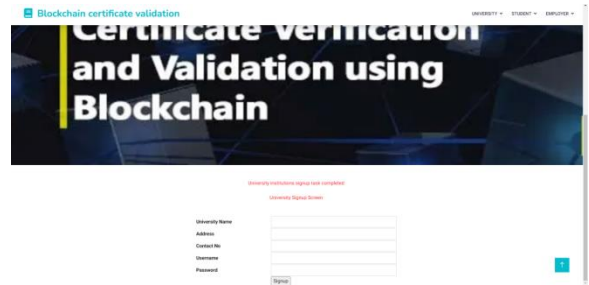 Blockchain certificate validation
UNIVERSITY STUDENT EMPLOYER
Certificate Verification
and Validation using
Blockchain
University institutions signup task completed
University Signup Screen
University Name
Address
Contact No
Username
Password
Signup